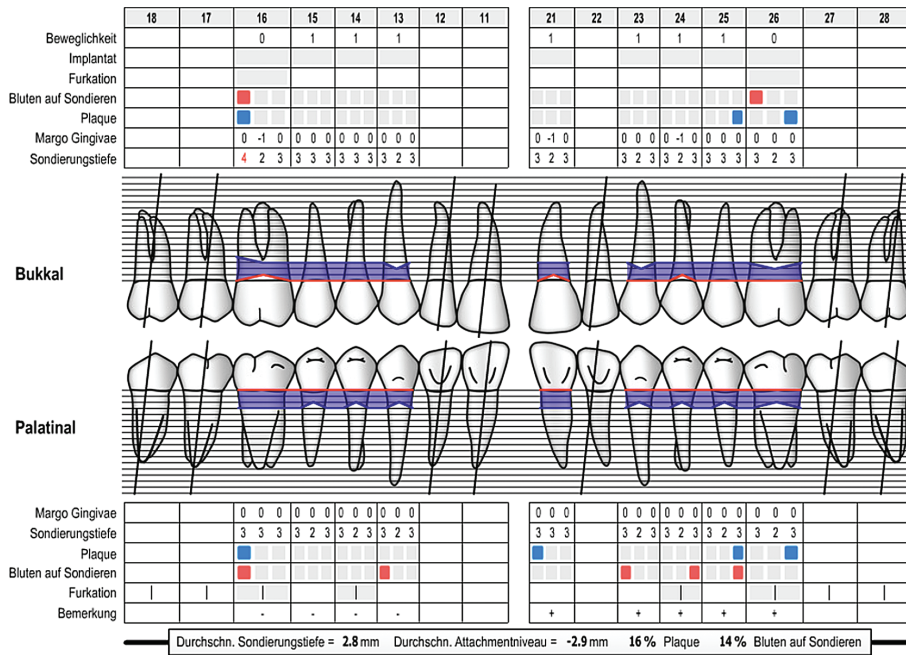 18 17 16 15 14 13 12 11 21 22 23 24 25 26 27 28
Beweglichkeit 0 1 1 1 1 1 1 1 0
Implantat
Furkation
Bluten auf Sondieren
Plaque
Margo Gingivae 0 -1 0 0 0 0 0 0 0 0 0 0 0 -1 0 0 0 0 0 -1 0 0 0 0 0 0 0
Sondierungstiefe 4 2 3 3 3 3 3 3 3 3 2 3 3 2 3 3 2 3 3 2 3 3 3 3 3 2 3
Bukkal
Palatinal
Margo Gingivae 0 0 0 0 0 0 0 0 0 0 0 0 0 0 0 0 0 0 0 0 0 0 0 0 0 0 0
Sondierungstiefe 3 3 3 3 2 3 3 2 3 3 2 3 3 3 3 3 2 3 3 2 3 3 2 3 3 2 3
Plaque
Bluten auf Sondieren
Furkation | | | | | | | |
Bemerkung - - - - + + + + +
Durchschn. Sondierungstiefe = 2.8 mm Durchschn. Attachmentniveau = -2.9 mm 16 % Plaque 14 % Bluten auf Sondieren